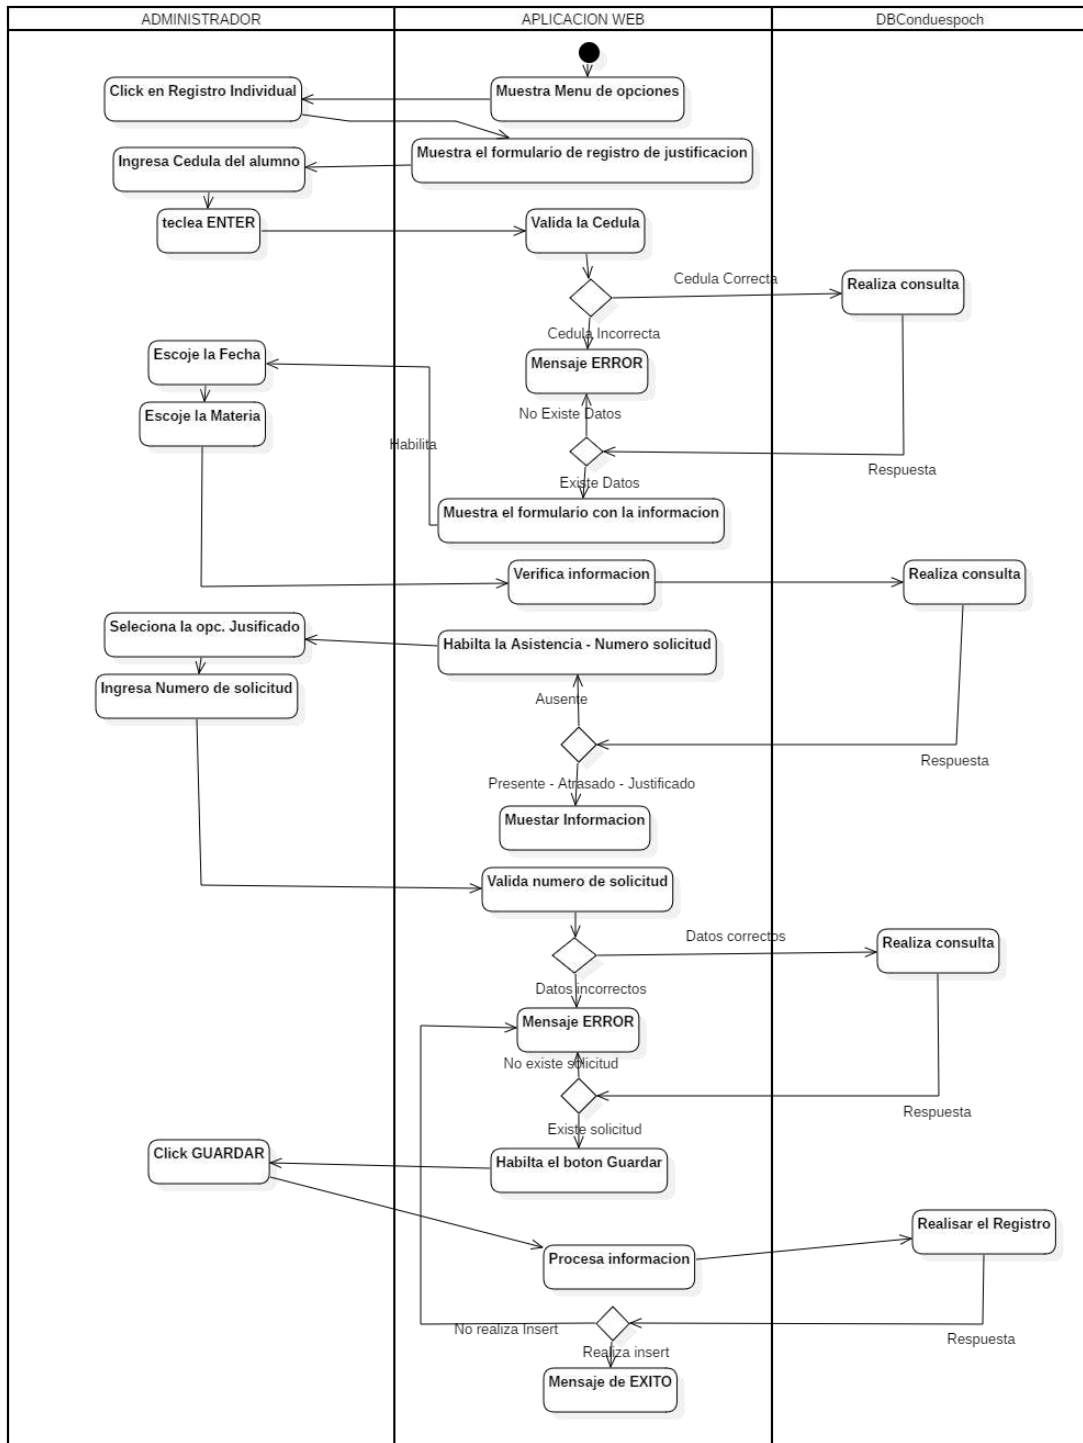 ADMINISTRADOR
APLICACION WEB
DBConduespoch
Click en Registro Individual
Muestra Menu de opciones
Muestra el formulario de registro de justificacion
Ingresa Cedula del alumno
teclea ENTER
Valida la Cedula
Cedula Correcta
Realiza consulta
Cedula Incorrecta
Escoje la Fecha
Mensaje ERROR
Escoje la Materia
No Existe Datos
Habilita
Respuesta
Existe Datos
Muestra el formulario con la informacion
Verifica informacion
Realiza consulta
Seleciona la opc. Jusificado
Habilta la Asistencia - Numero solicitud
Ingresa Numero de solicitud
Ausente
Respuesta
Presente - Atrasado - Justificado
Muestar Informacion
Valida numero de solicitud
Datos correctos
Realiza consulta
Datos incorrectos
Mensaje ERROR
No existe solicitud
Respuesta
Existe solicitud
Click GUARDAR
Habilta el boton Guardar
Realisar el Registro
Procesa informacion
No realiza Insert
Respuesta
Realiza insert
Mensaje de EXITO